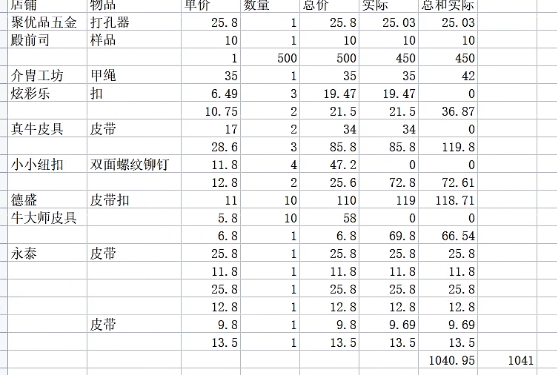 店铺 物品 单价 数量 总价 实际 总和实际
聚优品五金 打孔器 25.8 1 25.8 25.03 25.03
殿前司 样品 10 1 10 10 10
1 500 500 450 450
介胄工坊 甲绳 35 1 35 35 42
炫彩乐 扣 6.49 3 19.47 19.47 0
10.75 2 21.5 21.5 36.87
真牛皮具 皮带 17 2 34 34 0
28.6 3 85.8 85.8 119.8
小小纽扣 双面螺纹铆钉 11.8 4 47.2 0 0
12.8 2 25.6 72.8 72.61
德盛 皮带扣 11 10 110 119 118.71
牛大师皮具 5.8 10 58 0 0
6.8 1 6.8 69.8 66.54
永泰 皮带 25.8 1 25.8 25.8 25.8
11.8 1 11.8 11.8 11.8
25.8 1 25.8 25.8 25.8
12.8 1 12.8 12.8 12.8
皮带 9.8 1 9.8 9.69 9.69
13.5 1 13.5 13.5 13.5
1040.95 1041